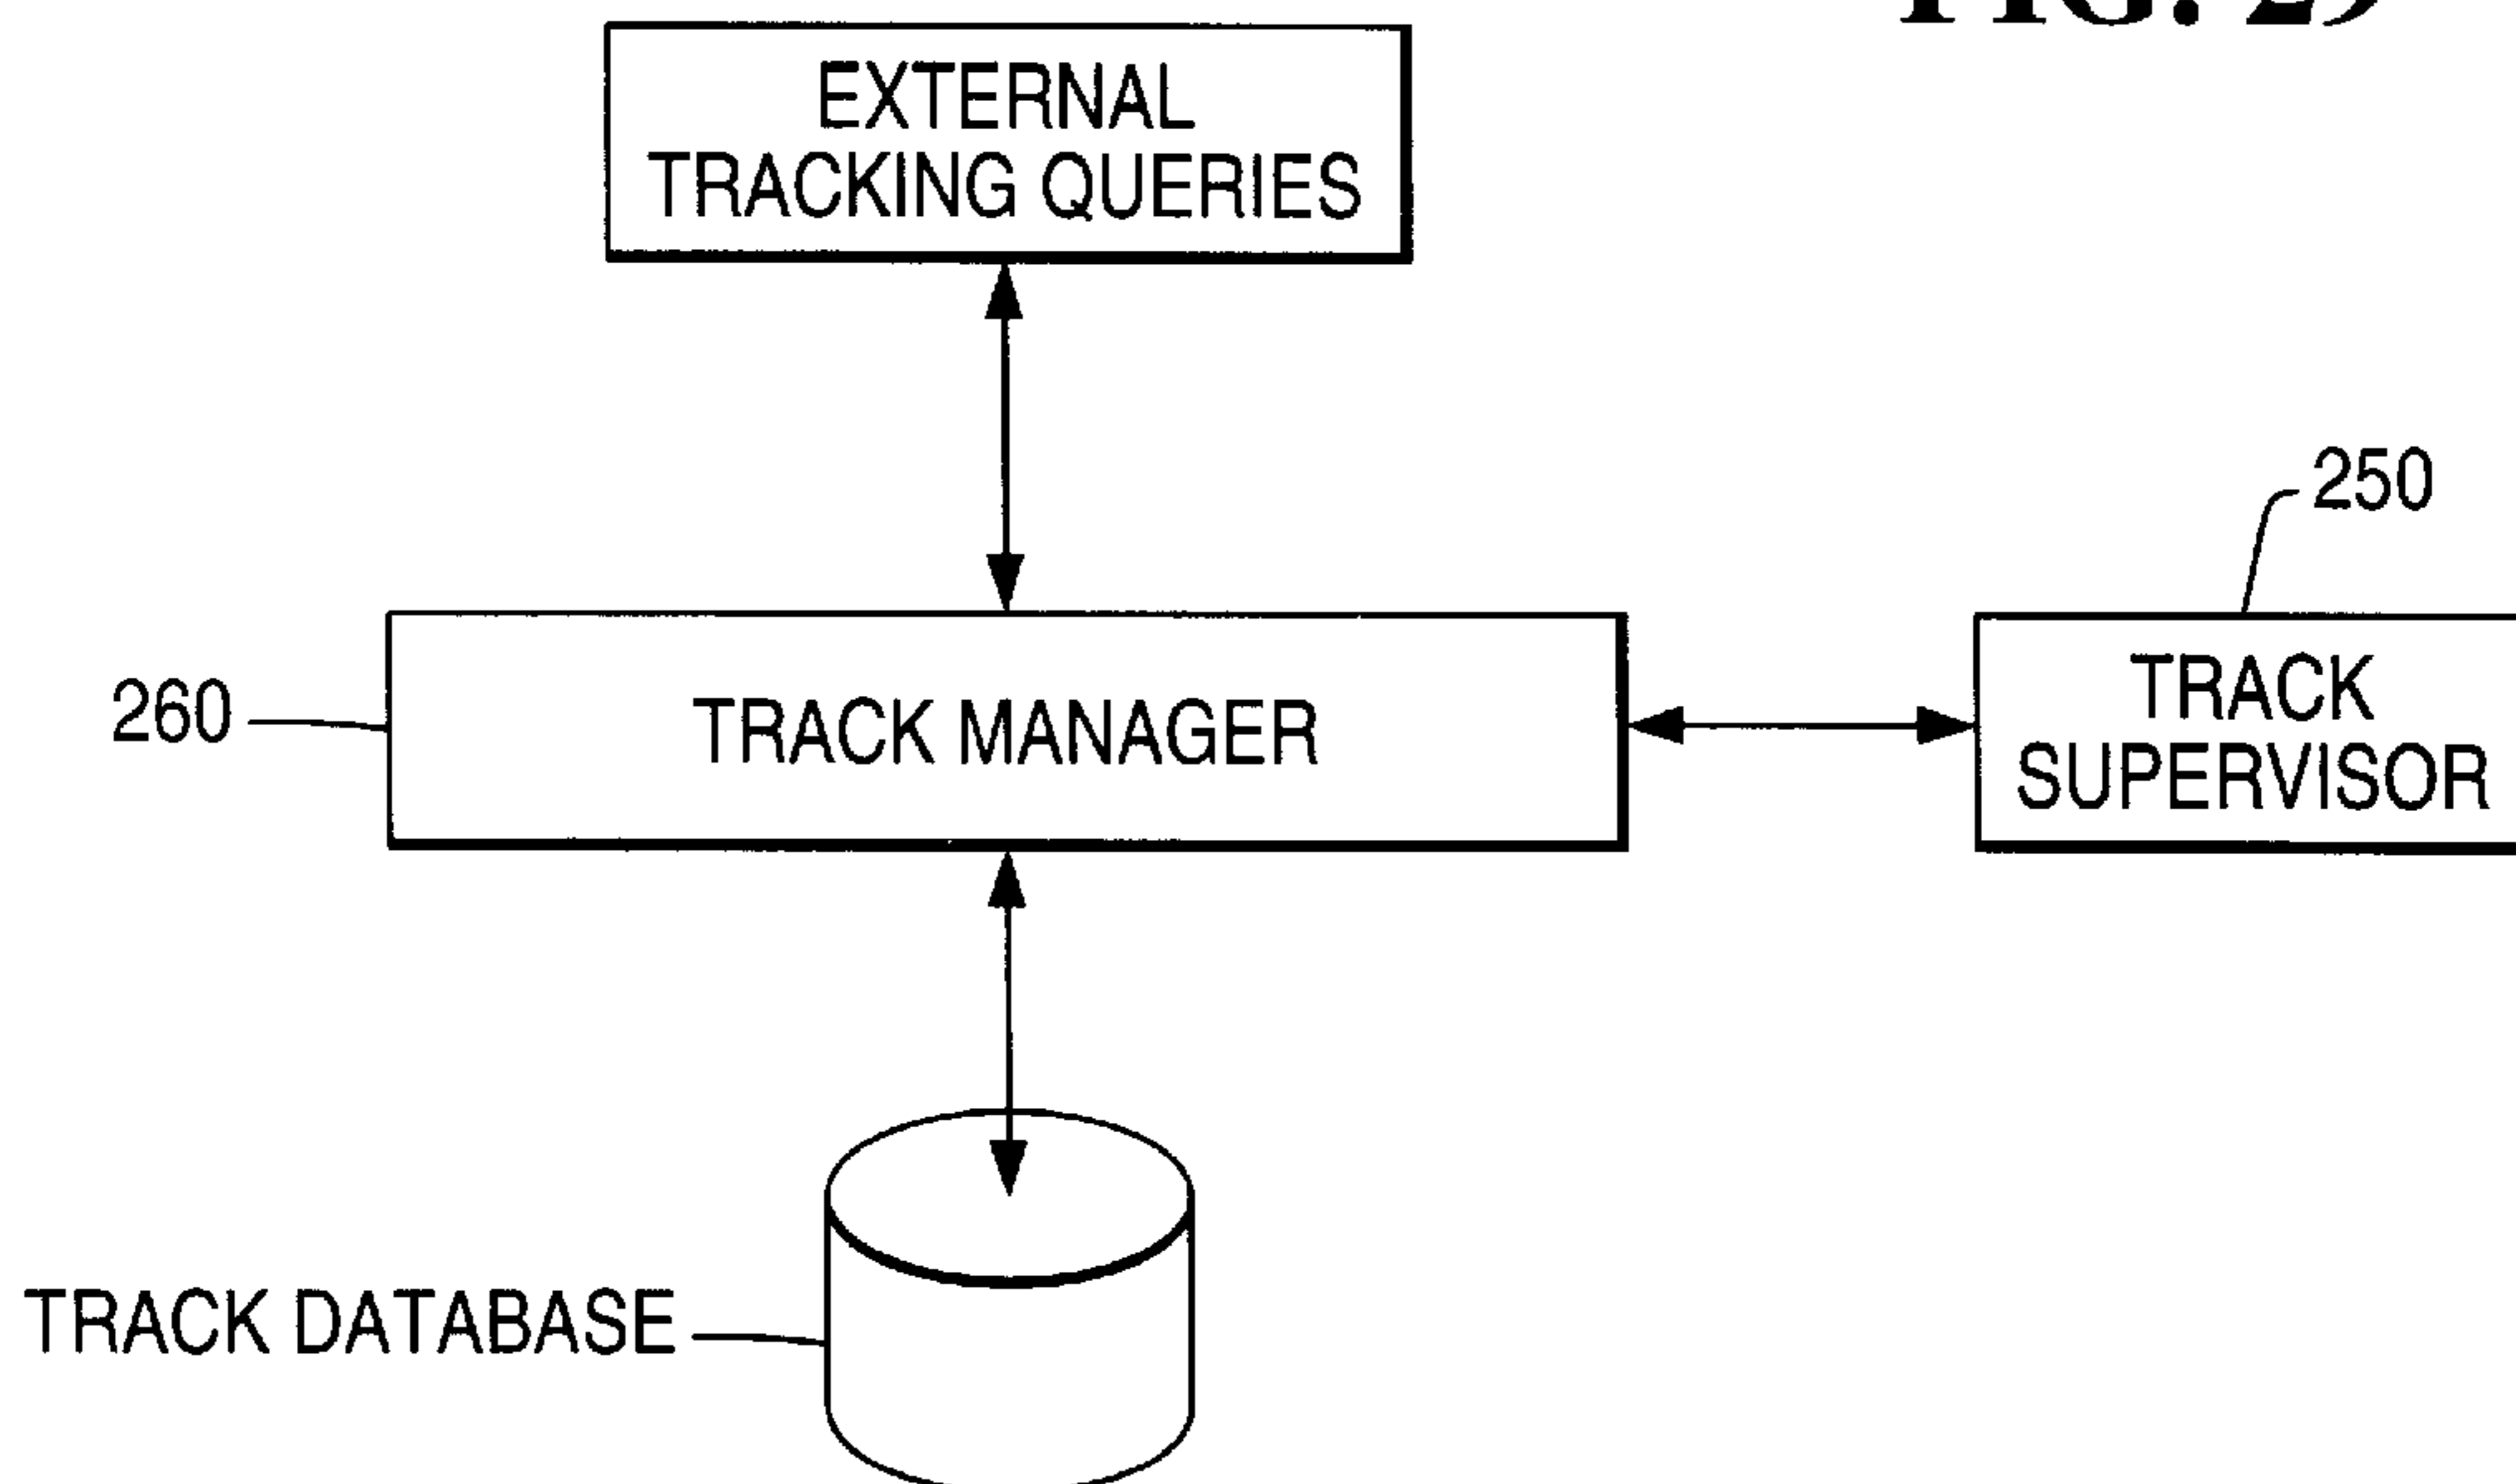 EXTERNAL
TRACKING QUERIES
250
260
TRACK MANAGER
TRACK
SUPERVISOR
TRACK DATABASE